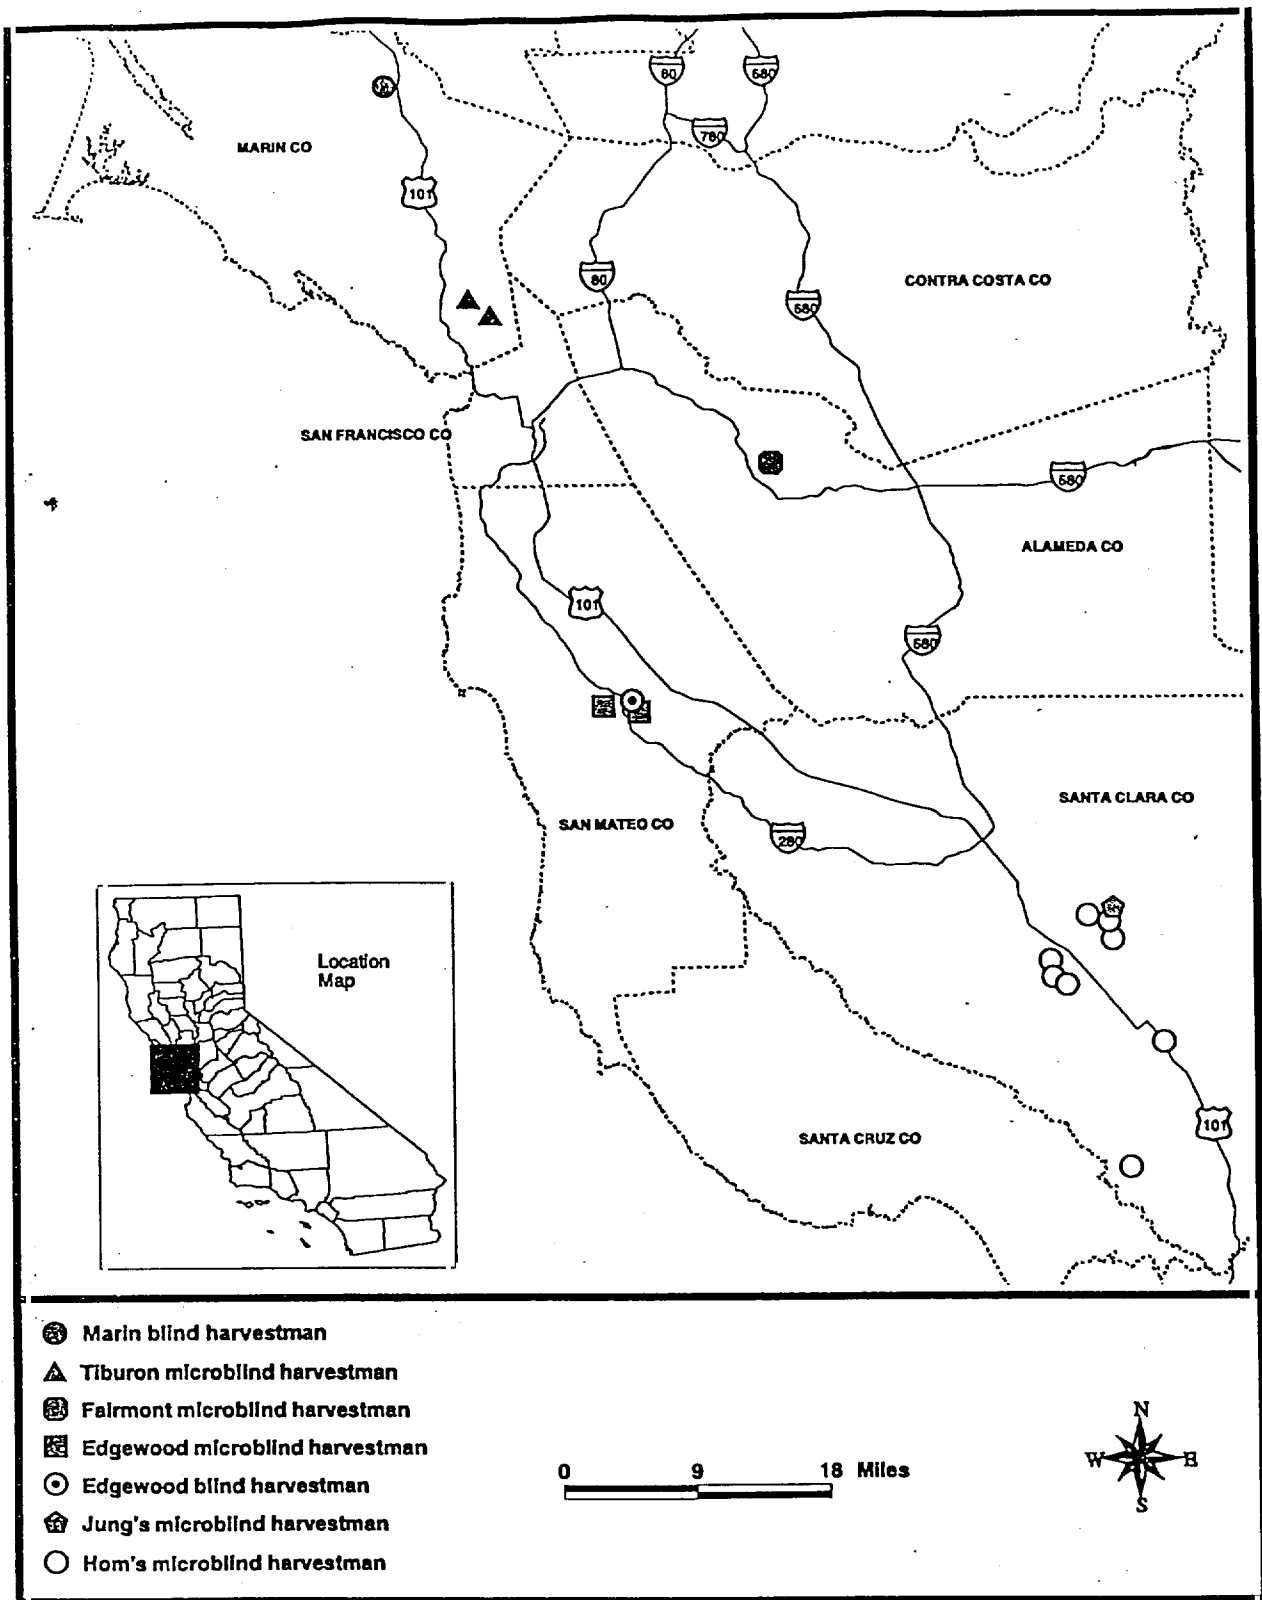 80
680
780
MARIN CO
101
80
CONTRA COSTA CO
680
SAN FRANCISCO CO
580
ALAMEDA CO
101
680
SANTA CLARA CO
SAN MATEO CO
280
Location
Map
101
SANTA CRUZ CO
Marin blind harvestman
Tiburon microblind harvestman
Fairmont microblind harvestman
Edgewood microblind harvestman
Edgewood blind harvestman
Jung's microblind harvestman
Hom's microblind harvestman
0 9 18 Miles
N
W E
S